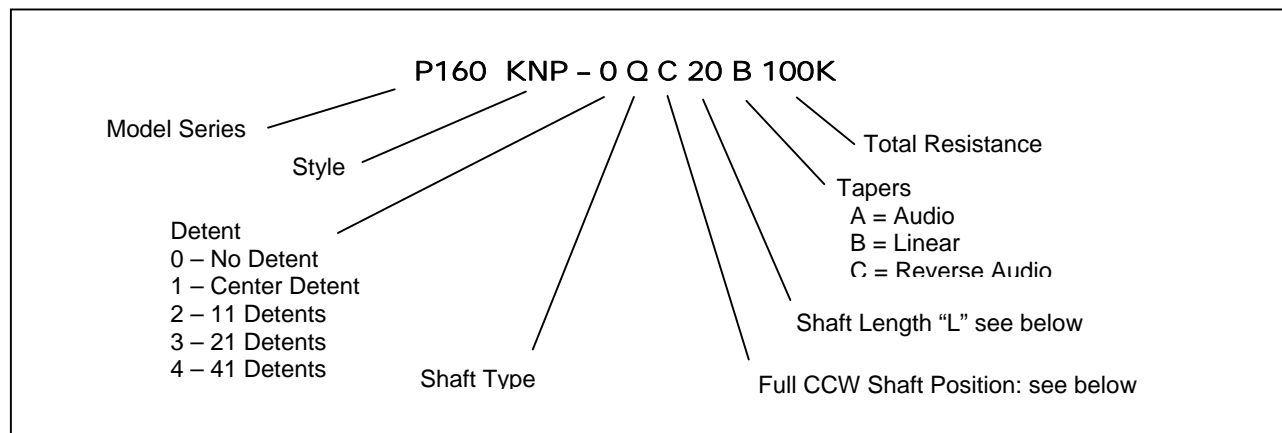 P160 KNP – 0 Q C 20 B 100K
Model Series
Style
Detent
0 – No Detent
1 – Center Detent
2 – 11 Detents
3 – 21 Detents
4 – 41 Detents
Shaft Type
Full CCW Shaft Position: see below
Shaft Length “L” see below
Tapers
A = Audio
B = Linear
C = Reverse Audio
Total Resistance